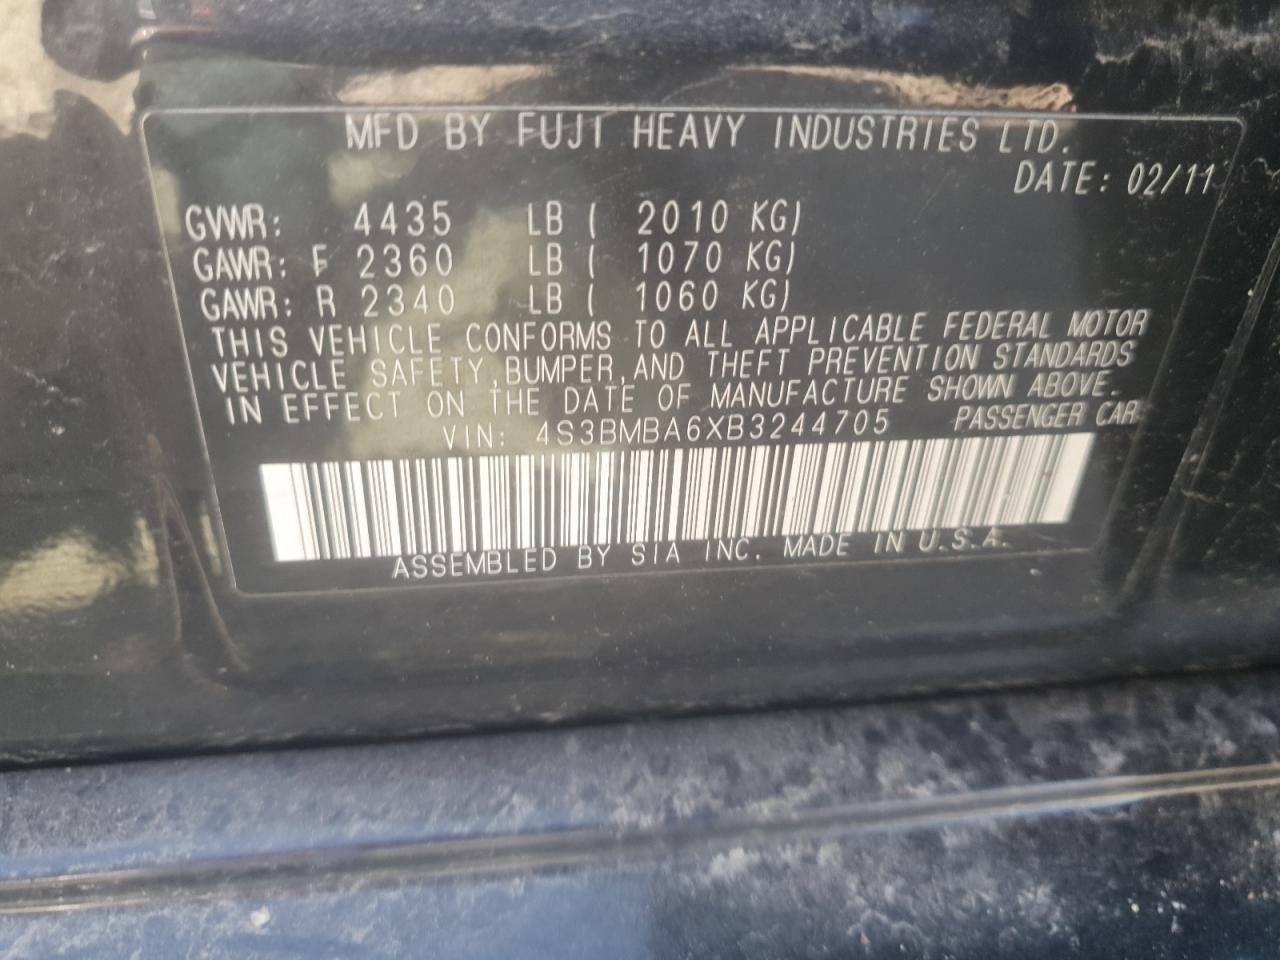 MFD BY FUJI HEAVY INDUSTRIES LTD.
DATE: 02/11
GVWR: 4435 LB ( 2010 KG)
GAWR: F 2360 LB ( 1070 KG)
GAWR: R 2340 LB ( 1060 KG)
THIS VEHICLE CONFORMS TO ALL APPLICABLE FEDERAL MOTOR
VEHICLE SAFETY, BUMPER, AND THEFT PREVENTION STANDARDS
IN EFFECT ON THE DATE OF MANUFACTURE SHOWN ABOVE.
VIN: 4S3BMBA6XB3244705 PASSENGER CAR
ASSEMBLED BY SIA INC. MADE IN U.S.A.